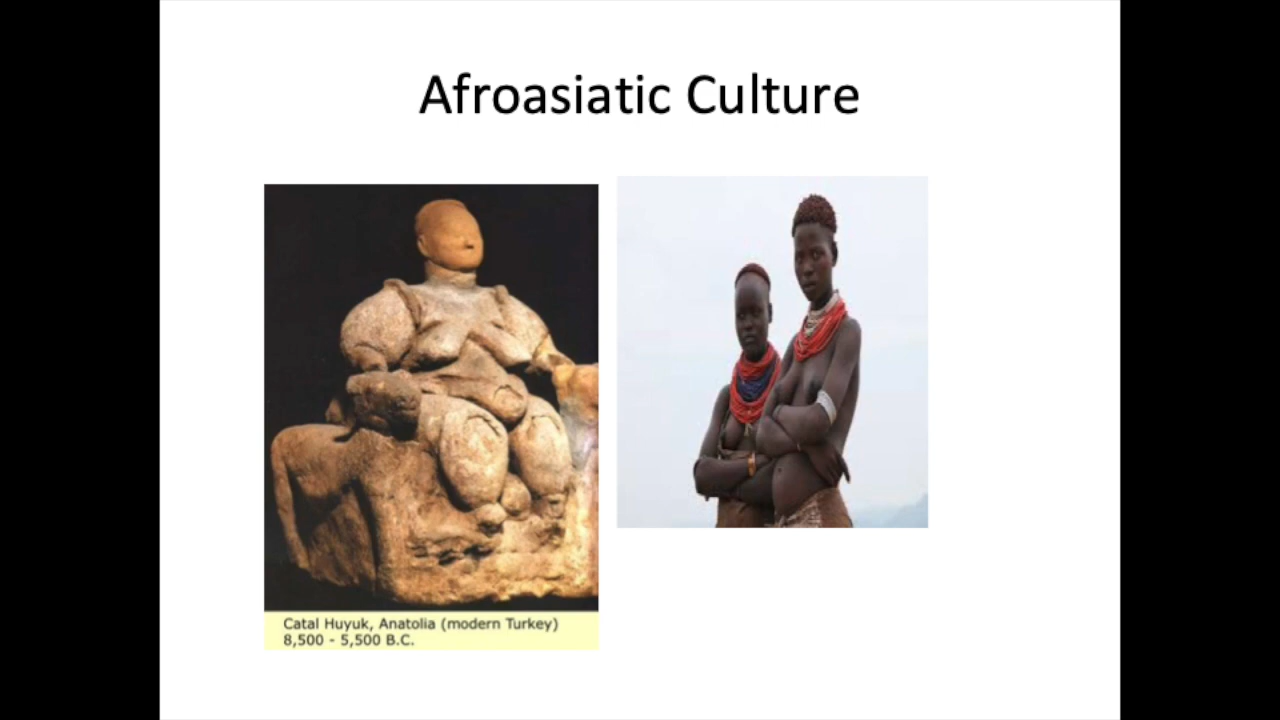 Afroasiatic Culture
Catal Huyuk, Anatolia (modern Turkey)
8,500 - 5,500 B.C.